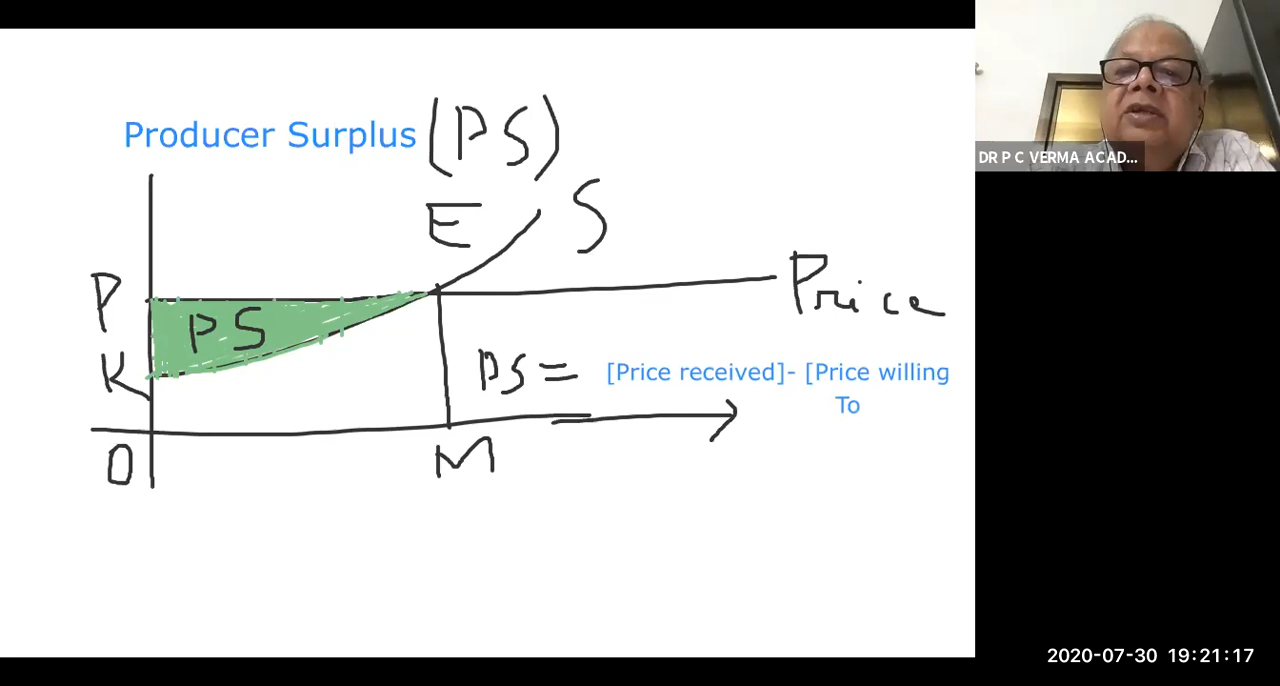 Producer Surplus (PS)
E S
P
Price
PS
K
PS = [Price received]- [Price willing
To
O
M
DR P C VERMA ACAD...
2020-07-30 19:21:17